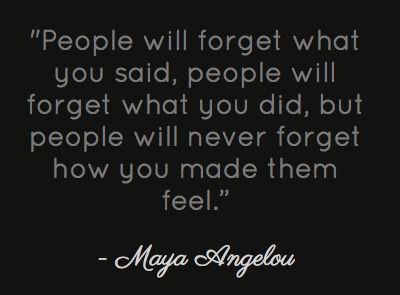 "People will forget what
you said, people will
forget what you did, but
people will never forget
how you made them
feel.”
- Maya Angelou